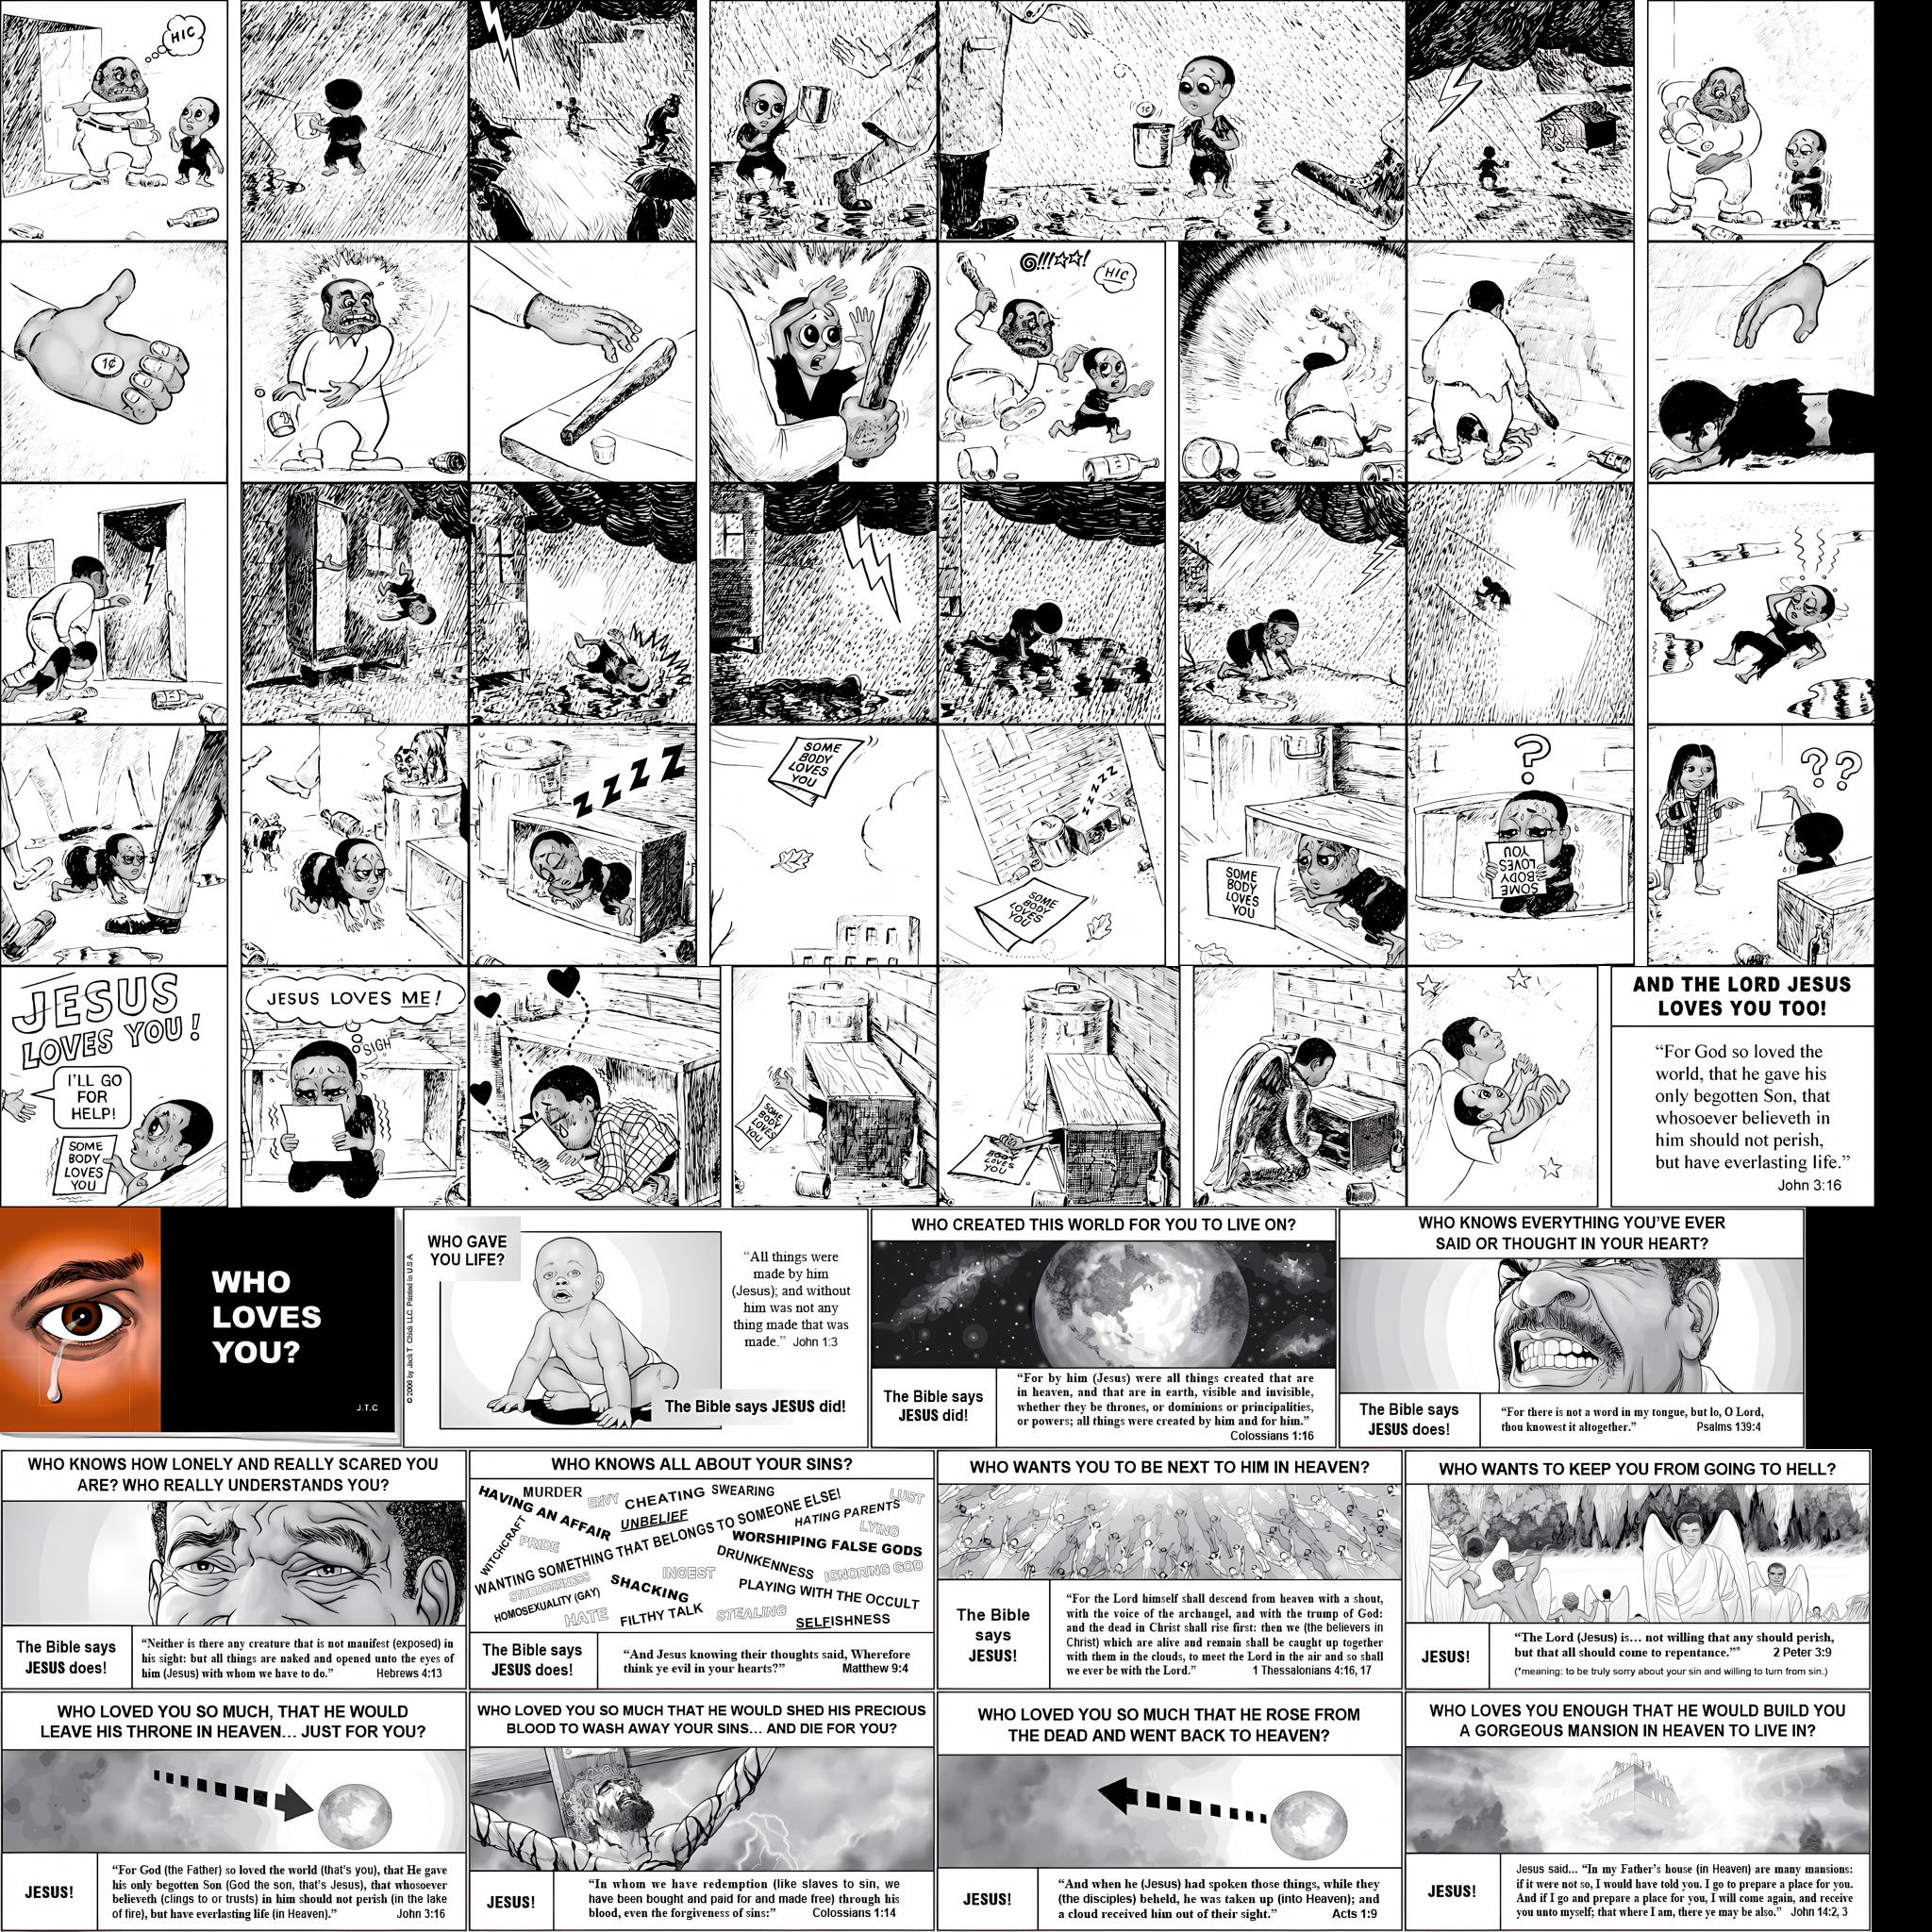 HIC
1¢
1¢
@!!!☆☆!
HIC
Z Z Z Z
SOME
BODY
LOVES
YOU
Z Z Z Z Z
SOME
BODY
LOVES
YOU
SOME
BODY
LOVES
YOU
?
SOME
BODY
LOVES
YOU
? ?
JESUS
LOVES YOU!
I'LL GO
FOR
HELP!
SOME
BODY
LOVES
YOU
JESUS LOVES ME!
SIGH
SOME
BODY
LOVES
YOU
BODY
LOVES
YOU
AND THE LORD JESUS
LOVES YOU TOO!
“For God so loved the
world, that he gave his
only begotten Son, that
whosoever believeth in
him should not perish,
but have everlasting life.”
John 3:16
WHO
LOVES
YOU?
J.T.C
© 2006 by Jack T. Chick LLC. Printed in U.S.A
WHO GAVE
YOU LIFE?
“All things were
made by him
(Jesus); and without
him was not any
thing made that was
made.” John 1:3
The Bible says JESUS did!
WHO CREATED THIS WORLD FOR YOU TO LIVE ON?
The Bible says
JESUS did!
“For by him (Jesus) were all things created that are
in heaven, and that are in earth, visible and invisible,
whether they be thrones, or dominions or principalities,
or powers; all things were created by him and for him.”
Colossians 1:16
WHO KNOWS EVERYTHING YOU'VE EVER
SAID OR THOUGHT IN YOUR HEART?
The Bible says
JESUS does!
“For there is not a word in my tongue, but lo, O Lord,
thou knowest it altogether.” Psalms 139:4
WHO KNOWS HOW LONELY AND REALLY SCARED YOU
ARE? WHO REALLY UNDERSTANDS YOU?
The Bible says
JESUS does!
“Neither is there any creature that is not manifest (exposed) in
his sight: but all things are naked and opened unto the eyes of
him (Jesus) with whom we have to do.” Hebrews 4:13
WHO KNOWS ALL ABOUT YOUR SINS?
HAVING AN AFFAIR
MURDER
ENVY
CHEATING
SWEARING
LUST
UNBELIEF
HATING PARENTS
WITCHCRAFT
PRIDE
WANTING SOMETHING THAT BELONGS TO SOMEONE ELSE!
LYING
WORSHIPING FALSE GODS
DRUNKENNESS
IGNORING GOD
INCEST
STUBBORNNESS
SHACKING
PLAYING WITH THE OCCULT
HOMOSEXUALITY (GAY)
HATE
FILTHY TALK
STEALING
SELFISHNESS
The Bible says
JESUS does!
“And Jesus knowing their thoughts said, Wherefore
think ye evil in your hearts?” Matthew 9:4
WHO WANTS YOU TO BE NEXT TO HIM IN HEAVEN?
The Bible
says
JESUS!
“For the Lord himself shall descend from heaven with a shout,
with the voice of the archangel, and with the trump of God:
and the dead in Christ shall rise first: then we (the believers in
Christ) which are alive and remain shall be caught up together
with them in the clouds, to meet the Lord in the air and so shall
we ever be with the Lord.” 1 Thessalonians 4:16, 17
WHO WANTS TO KEEP YOU FROM GOING TO HELL?
JESUS!
“The Lord (Jesus) is... not willing that any should perish,
but that all should come to repentance.”* 2 Peter 3:9
(*meaning: to be truly sorry about your sin and willing to turn from sin.)
WHO LOVED YOU SO MUCH, THAT HE WOULD
LEAVE HIS THRONE IN HEAVEN... JUST FOR YOU?
JESUS!
“For God (the Father) so loved the world (that's you), that He gave
his only begotten Son (God the son, that's Jesus), that whosoever
believeth (clings to or trusts) in him should not perish (in the lake
of fire), but have everlasting life (in Heaven).” John 3:16
WHO LOVED YOU SO MUCH THAT HE WOULD SHED HIS PRECIOUS
BLOOD TO WASH AWAY YOUR SINS... AND DIE FOR YOU?
JESUS!
“In whom we have redemption (like slaves to sin, we
have been bought and paid for and made free) through his
blood, even the forgiveness of sins:” Colossians 1:14
WHO LOVED YOU SO MUCH THAT HE ROSE FROM
THE DEAD AND WENT BACK TO HEAVEN?
JESUS!
“And when he (Jesus) had spoken those things, while they
(the disciples) beheld, he was taken up (into Heaven); and
a cloud received him out of their sight.” Acts 1:9
WHO LOVES YOU ENOUGH THAT HE WOULD BUILD YOU
A GORGEOUS MANSION IN HEAVEN TO LIVE IN?
JESUS!
Jesus said... “In my Father's house (in Heaven) are many mansions:
if it were not so, I would have told you. I go to prepare a place for you.
And if I go and prepare a place for you, I will come again, and receive
you unto myself; that where I am, there ye may be also.” John 14:2, 3